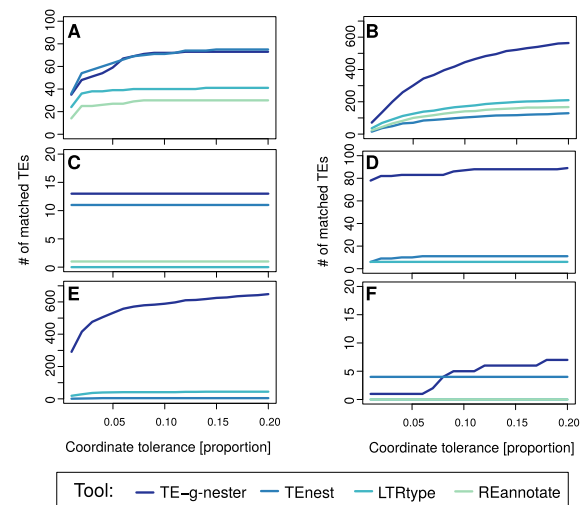 A
0 20 40 60 80 100
B
0 200 400 600
C
0 5 10 15 20
D
0 20 40 60 80 100
E
0 200 400 600
F
0 5 10 15 20
# of matched TEs
# of matched TEs
0.05 0.10 0.15 0.20
0.05 0.10 0.15 0.20
Coordinate tolerance [proportion]
Coordinate tolerance [proportion]
Tool: TE−g−nester TEnest LTRtype REannotate